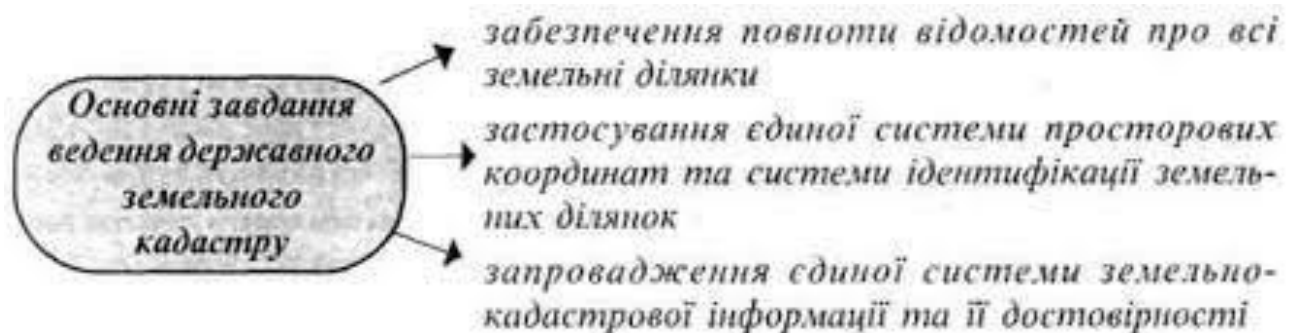 Основні завдання
ведення державного
земельного
кадастру
забезпечення повноти відомостей про всі
земельні ділянки
застосування єдиної системи просторових
координат та системи ідентифікації земель-
них ділянок
запровадження єдиної системи земельно-
кадастрової інформації та її достовірності